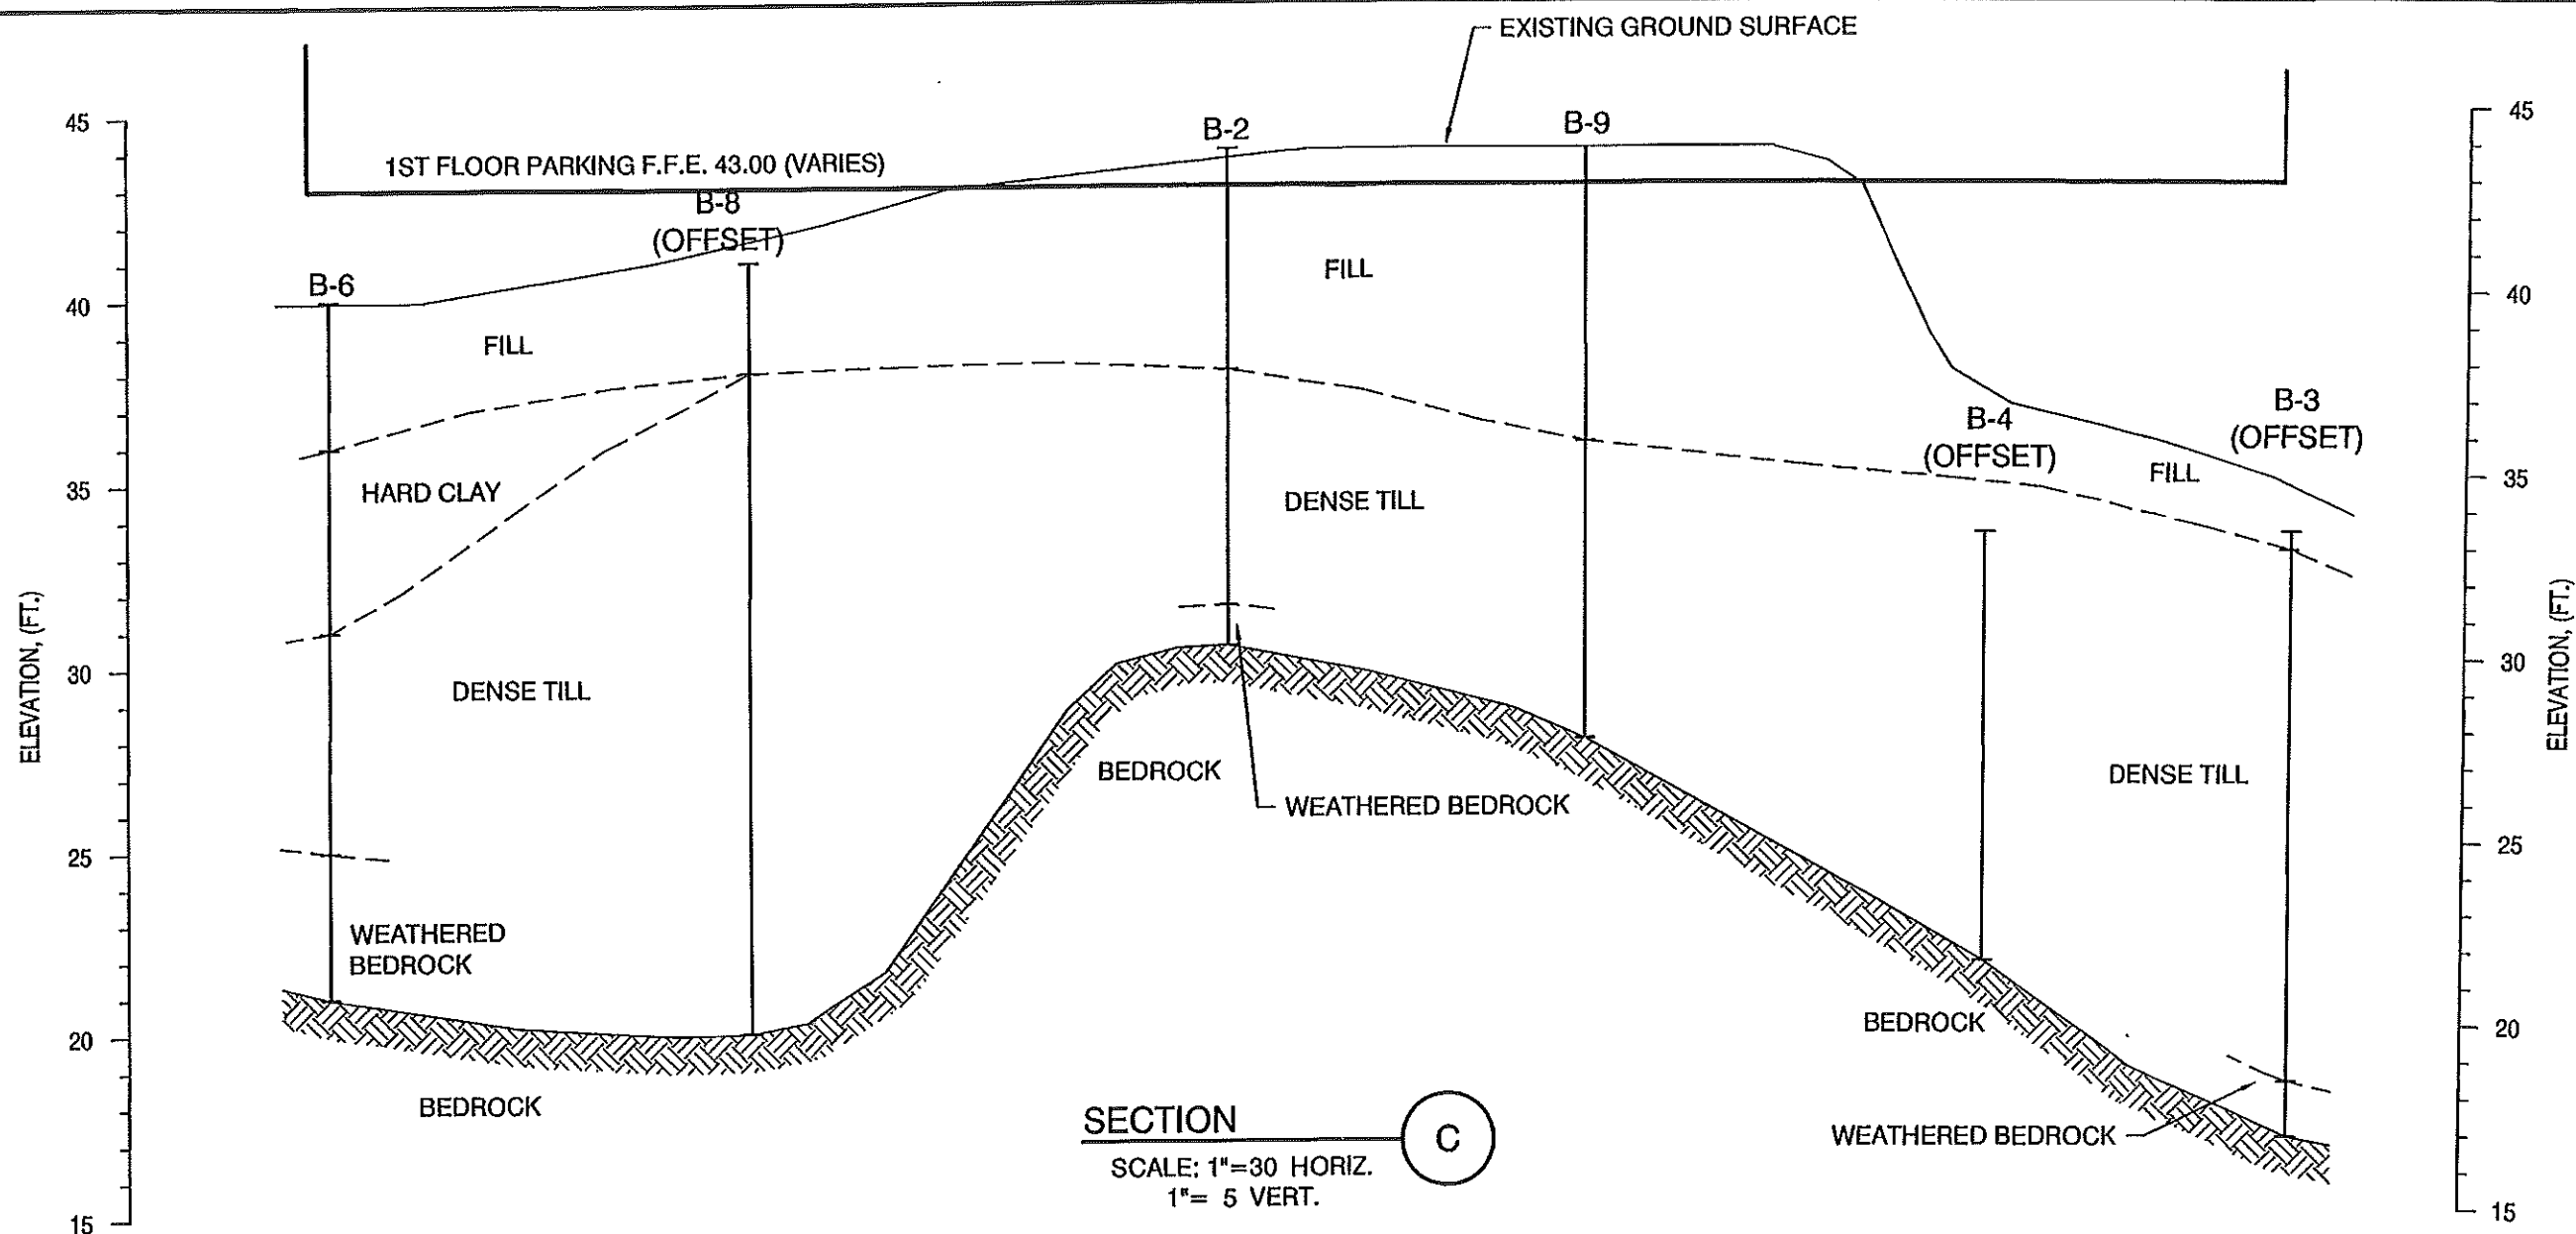 EXISTING GROUND SURFACE
45
45
B-2
B-9
1ST FLOOR PARKING F.F.E. 43.00 (VARIES)
B-8
(OFFSET)
B-6
FILL
40
40
FILL
B-4
(OFFSET)
B-3
(OFFSET)
FILL
35
HARD CLAY
DENSE TILL
35
ELEVATION, (FT.)
ELEVATION, (FT.)
30
DENSE TILL
30
BEDROCK
WEATHERED BEDROCK
DENSE TILL
25
25
WEATHERED
BEDROCK
20
BEDROCK
20
BEDROCK
SECTION
C
WEATHERED BEDROCK
SCALE: 1"=30 HORIZ.
1"= 5 VERT.
15
15